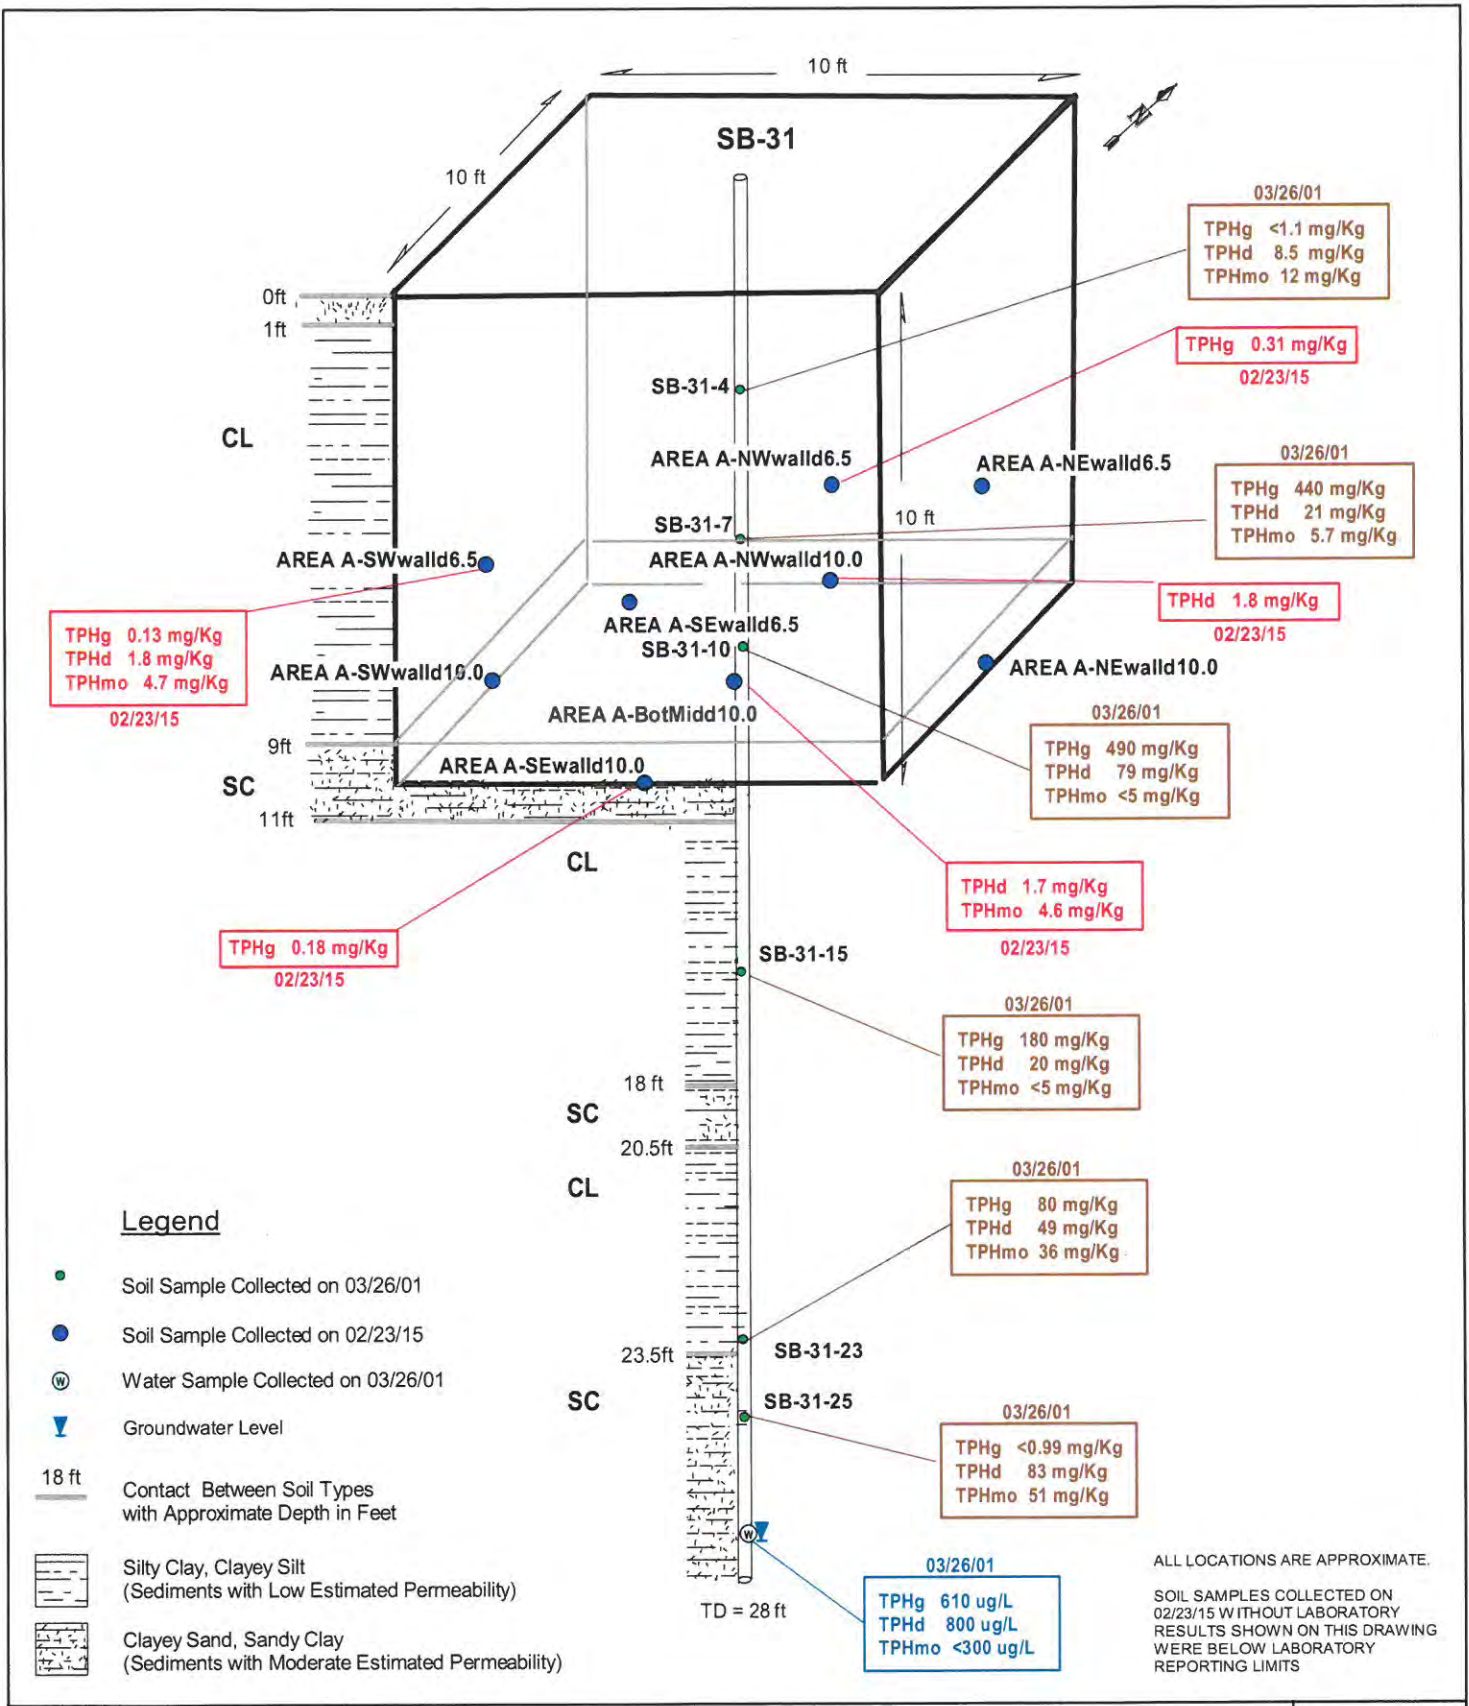 10 ft
N
SB-31
10 ft
03/26/01
TPHg <1.1 mg/Kg
TPHd 8.5 mg/Kg
TPHmo 12 mg/Kg
0ft
1ft
TPHg 0.31 mg/Kg
02/23/15
SB-31-4
CL
AREA A-NWwalld6.5
AREA A-NEwalld6.5
03/26/01
TPHg 440 mg/Kg
TPHd 21 mg/Kg
TPHmo 5.7 mg/Kg
SB-31-7
10 ft
AREA A-SWwalld6.5
AREA A-NWwalld10.0
TPHd 1.8 mg/Kg
02/23/15
TPHg 0.13 mg/Kg
TPHd 1.8 mg/Kg
TPHmo 4.7 mg/Kg
02/23/15
AREA A-SEwalld6.5
SB-31-10
AREA A-SWwalld10.0
AREA A-NEwalld10.0
AREA A-BotMidd10.0
03/26/01
TPHg 490 mg/Kg
TPHd 79 mg/Kg
TPHmo <5 mg/Kg
9ft
AREA A-SEwalld10.0
SC
11ft
CL
TPHd 1.7 mg/Kg
TPHmo 4.6 mg/Kg
02/23/15
TPHg 0.18 mg/Kg
02/23/15
SB-31-15
03/26/01
TPHg 180 mg/Kg
TPHd 20 mg/Kg
TPHmo <5 mg/Kg
18 ft
SC
20.5ft
CL
03/26/01
TPHg 80 mg/Kg
TPHd 49 mg/Kg
TPHmo 36 mg/Kg
23.5ft
SB-31-23
SC
SB-31-25
03/26/01
TPHg <0.99 mg/Kg
TPHd 83 mg/Kg
TPHmo 51 mg/Kg
W
TD = 28 ft
03/26/01
TPHg 610 ug/L
TPHd 800 ug/L
TPHmo <300 ug/L
Legend
Soil Sample Collected on 03/26/01
Soil Sample Collected on 02/23/15
W
Water Sample Collected on 03/26/01
Groundwater Level
18 ft
Contact Between Soil Types
with Approximate Depth in Feet
Silty Clay, Clayey Silt
(Sediments with Low Estimated Permeability)
Clayey Sand, Sandy Clay
(Sediments with Moderate Estimated Permeability)
ALL LOCATIONS ARE APPROXIMATE.
SOIL SAMPLES COLLECTED ON
02/23/15 WITHOUT LABORATORY
RESULTS SHOWN ON THIS DRAWING
WERE BELOW LABORATORY
REPORTING LIMITS